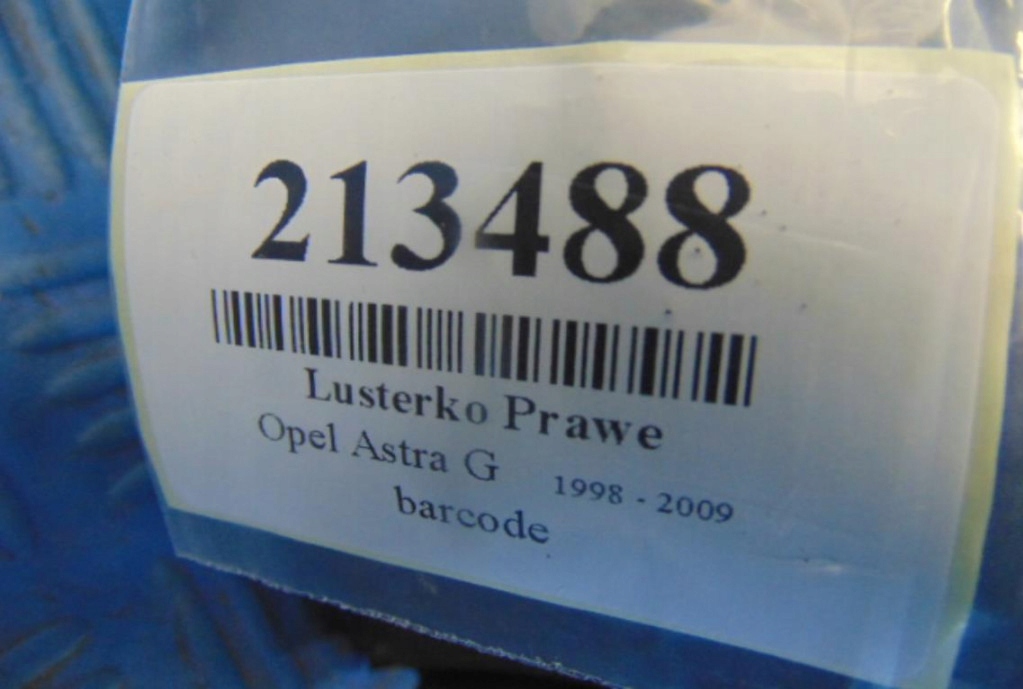 213488
Lusterko Prawe
Opel Astra G 1998 - 2009
barcode